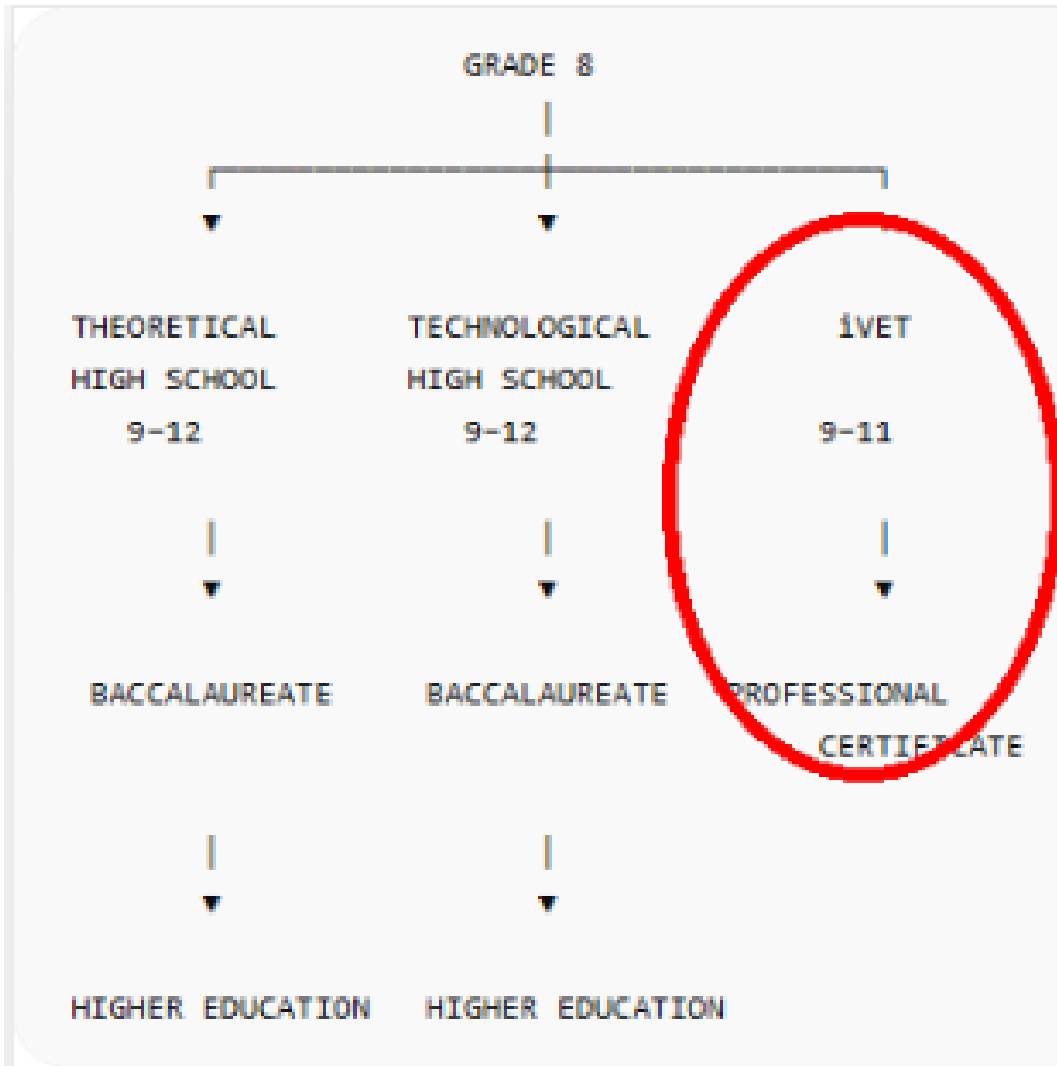 GRADE 8
THEORETICAL TECHNOLOGICAL iVET
HIGH SCHOOL HIGH SCHOOL
9-12 9-12 9-11
BACCALAUREATE BACCALAUREATE PROFESSIONAL
CERTIFICATE
HIGHER EDUCATION HIGHER EDUCATION